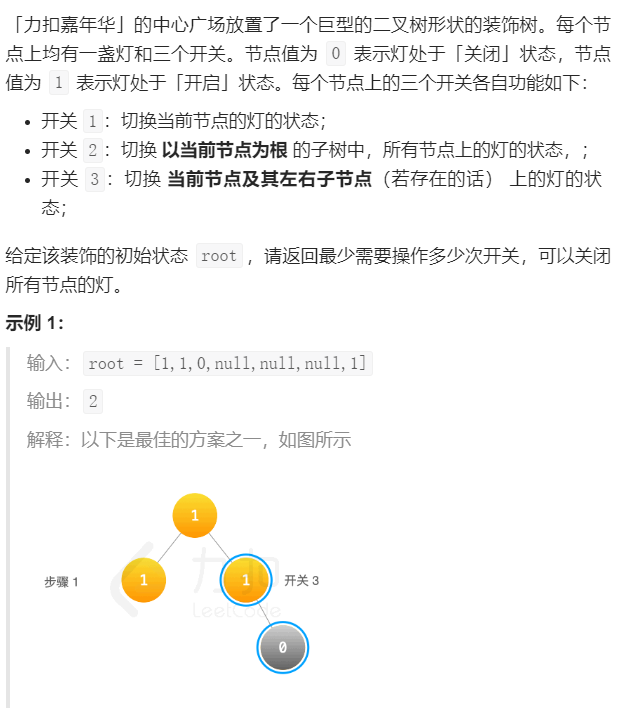 「力扣嘉年华」的中心广场放置了一个巨型的二叉树形状的装饰树。每个节
点上均有一盏灯和三个开关。节点值为 0 表示灯处于「关闭」状态，节点
值为 1 表示灯处于「开启」状态。每个节点上的三个开关各自功能如下：
• 开关 1：切换当前节点的灯的状态；
• 开关 2：切换 以当前节点为根 的子树中，所有节点上的灯的状态，；
• 开关 3：切换 当前节点及其左右子节点（若存在的话） 上的灯的状
态；
给定该装饰的初始状态 root，请返回最少需要操作多少次开关，可以关闭
所有节点的灯。
示例 1：
输入： root = [1,1,0,null,null,null,1]
输出： 2
解释：以下是最佳的方案之一，如图所示
1
步骤 1
1
1
开关 3
力扣
LeetCode
0